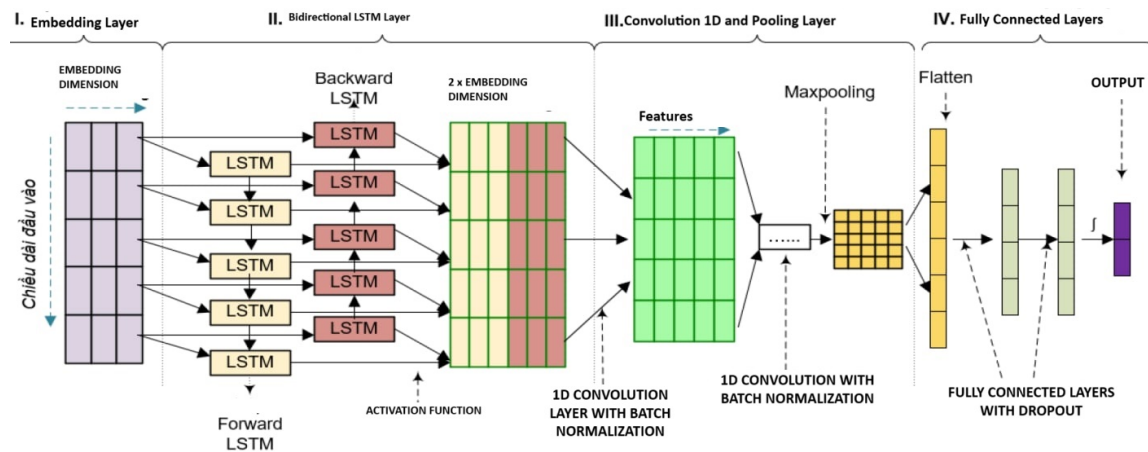 I. Embedding Layer
II. Bidirectional LSTM Layer
III.Convolution 1D and Pooling Layer
IV. Fully Connected Layers
EMBEDDING
DIMENSION
Chiều dài đầu vào
Backward
LSTM
2 x EMBEDDING
DIMENSION
LSTM
LSTM
LSTM
LSTM
LSTM
LSTM
LSTM
LSTM
LSTM
LSTM
Forward
LSTM
ACTIVATION FUNCTION
Features
1D CONVOLUTION
LAYER WITH BATCH
NORMALIZATION
......
Maxpooling
1D CONVOLUTION WITH
BATCH NORMALIZATION
Flatten
OUTPUT
∫
FULLY CONNECTED LAYERS
WITH DROPOUT